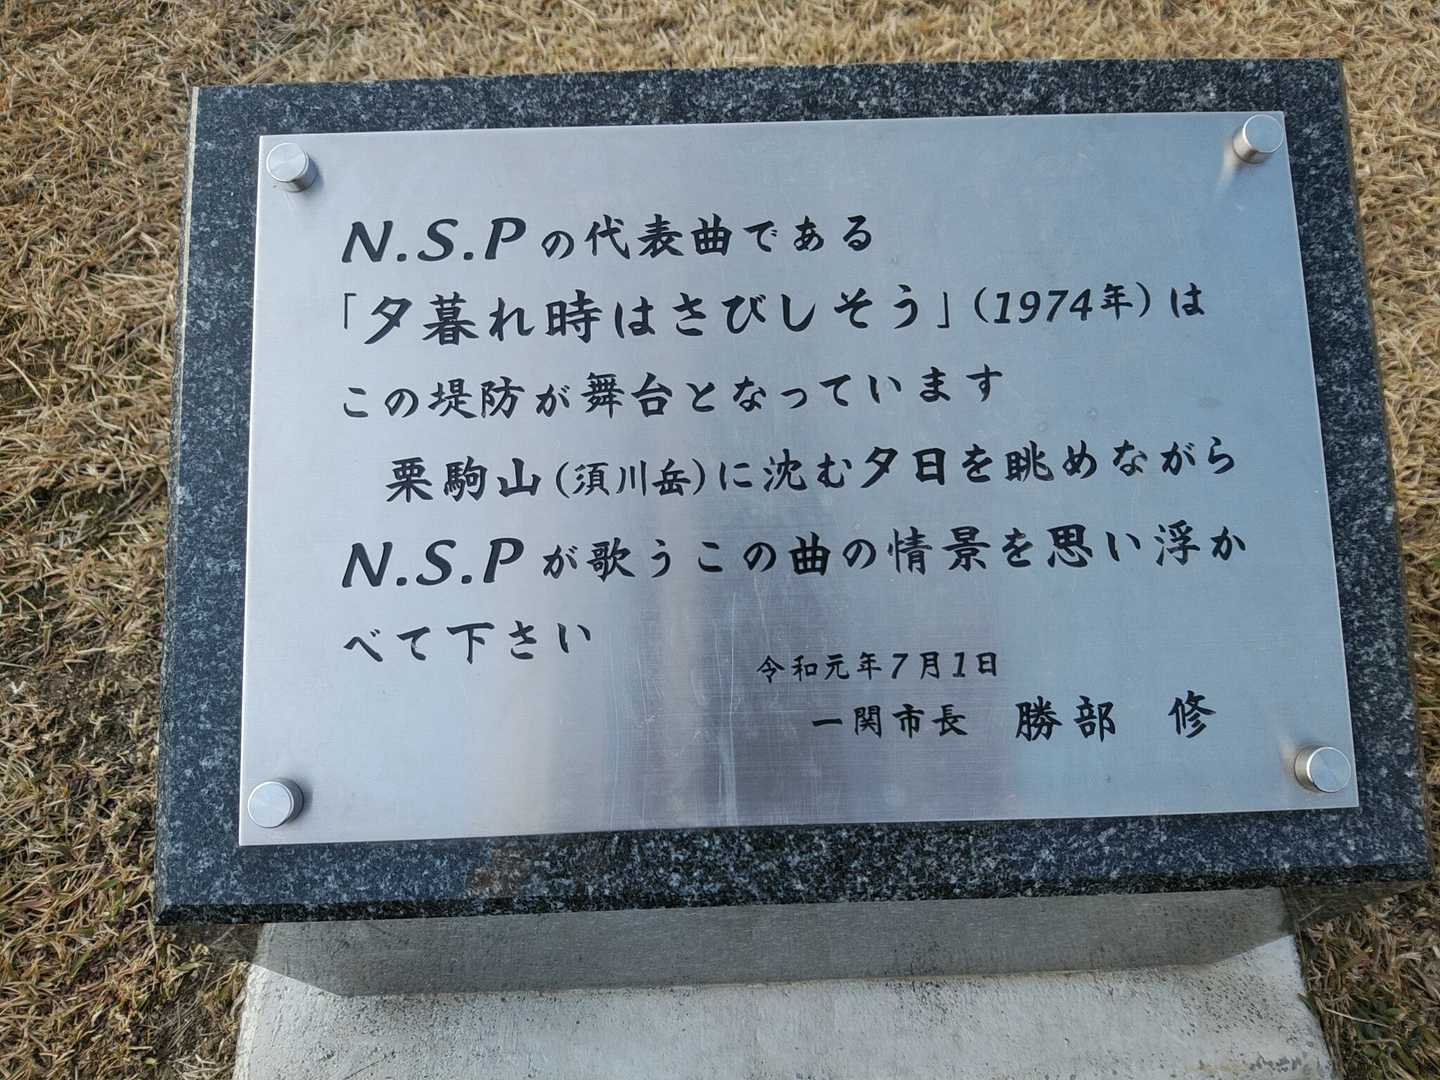 N.S.Pの代表曲である
「夕暮れ時はさびしそう」（1974年）は
この堤防が舞台となっています
栗駒山（須川岳）に沈む夕日を眺めながら
N.S.Pが歌うこの曲の情景を思い浮か
べて下さい
令和元年7月1日
一関市長　勝部　修